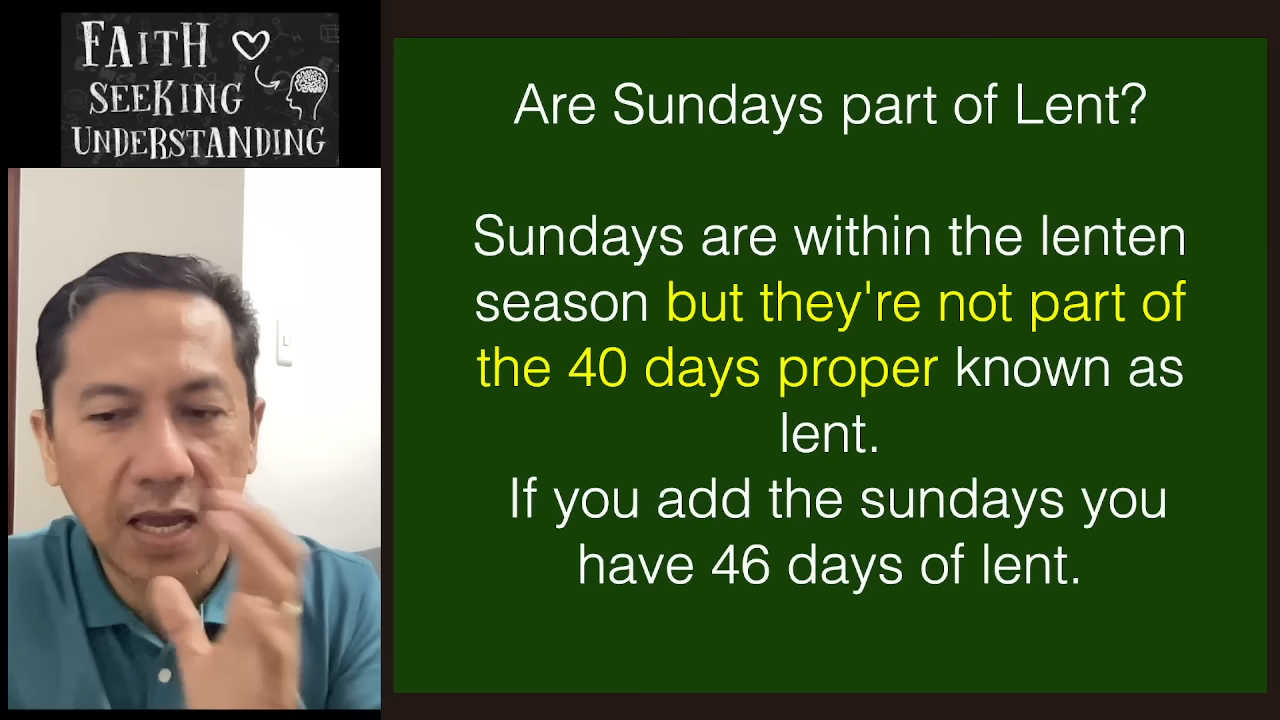 FAITH
SEEKING
UNDERSTANDING
Are Sundays part of Lent?
Sundays are within the lenten
season but they're not part of
the 40 days proper known as
lent.
If you add the sundays you
have 46 days of lent.